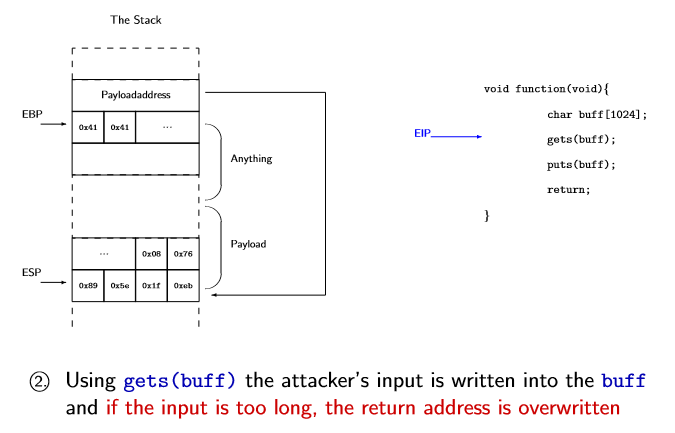 The Stack
Payloadaddress
EBP
0x41 0x41 ...
Anything
Payload
... 0x08 0x76
ESP
0x89 0x5e 0x1f 0xeb
void function(void){
char buff[1024];
EIP
gets(buff);
puts(buff);
return;
}
2. Using gets(buff) the attacker's input is written into the buff
and if the input is too long, the return address is overwritten